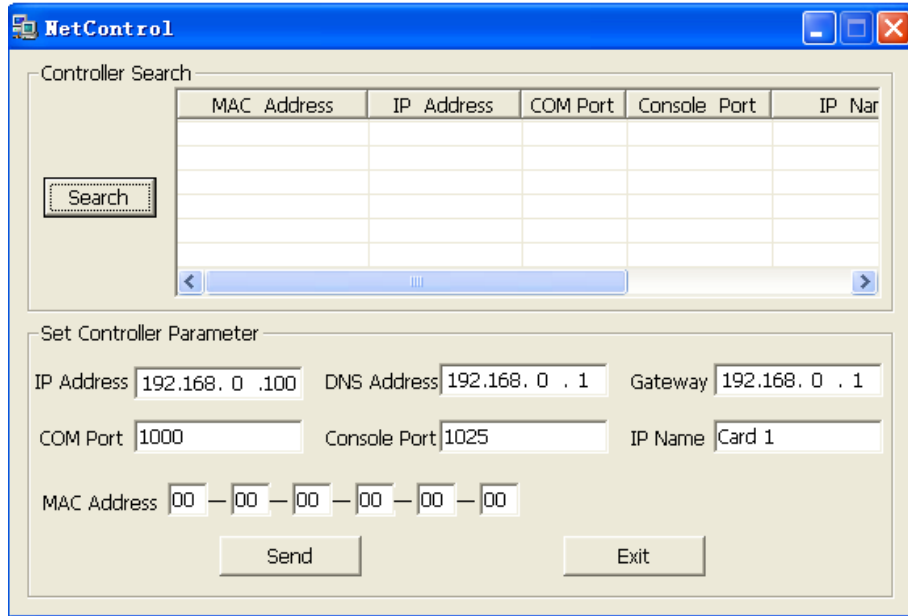 NetControl
Controller Search
MAC Address IP Address COM Port Console Port IP Nar
Search
Set Controller Parameter
IP Address 192.168. 0 .100 DNS Address 192.168. 0 . 1 Gateway 192.168. 0 . 1
COM Port 1000 Console Port 1025 IP Name Card 1
MAC Address 00 — 00 — 00 — 00 — 00 — 00
Send Exit